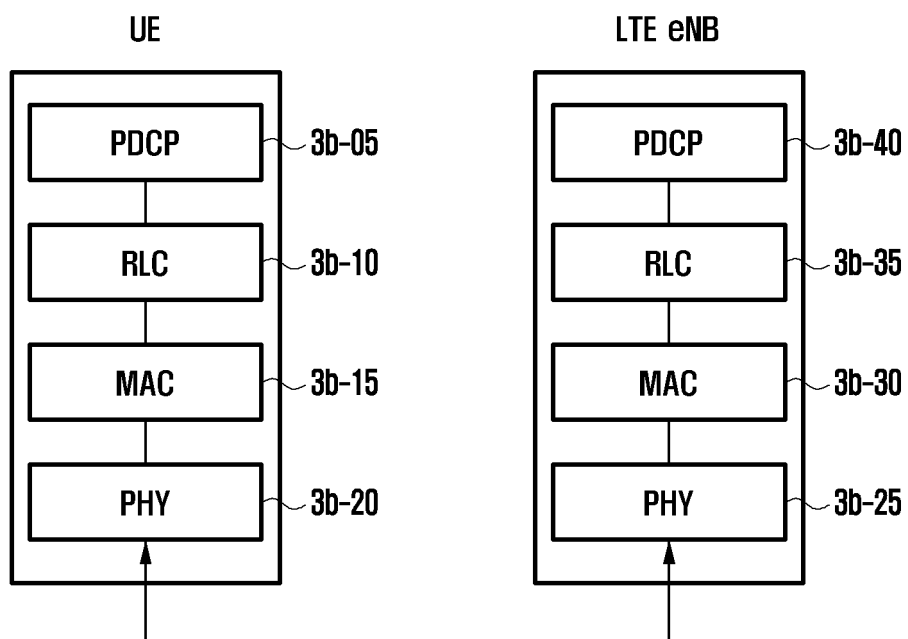 UE LTE eNB
PDCP 3b-05 PDCP 3b-40
RLC 3b-10 RLC 3b-35
MAC 3b-15 MAC 3b-30
PHY 3b-20 PHY 3b-25